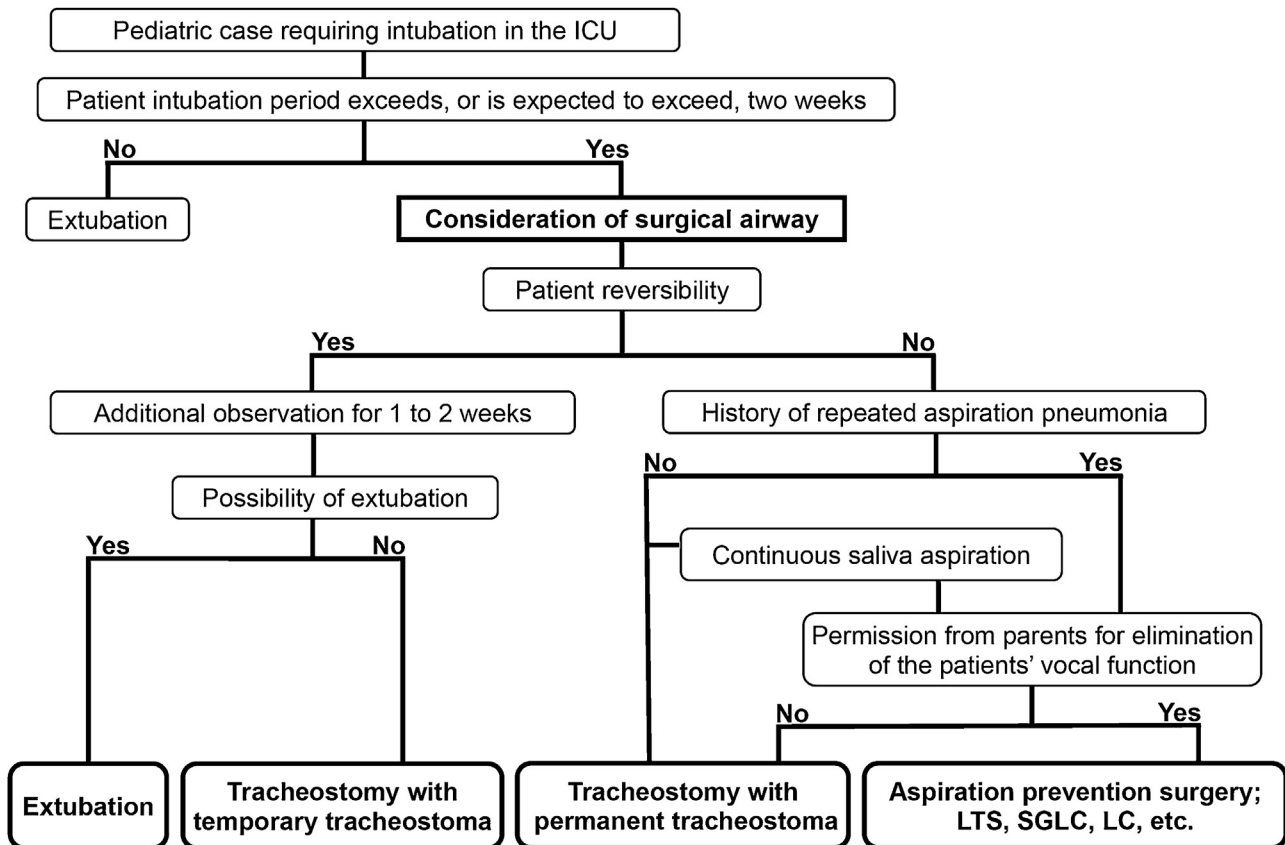 Pediatric case requiring intubation in the ICU
Patient intubation period exceeds, or is expected to exceed, two weeks
No
Yes
Extubation
Consideration of surgical airway
Patient reversibility
Yes
No
Additional observation for 1 to 2 weeks
History of repeated aspiration pneumonia
No
Yes
Possibility of extubation
Yes
No
Continuous saliva aspiration
Permission from parents for elimination
of the patients’ vocal function
No
Yes
Extubation
Tracheostomy with
temporary tracheostoma
Tracheostomy with
permanent tracheostoma
Aspiration prevention surgery;
LTS, SGLC, LC, etc.